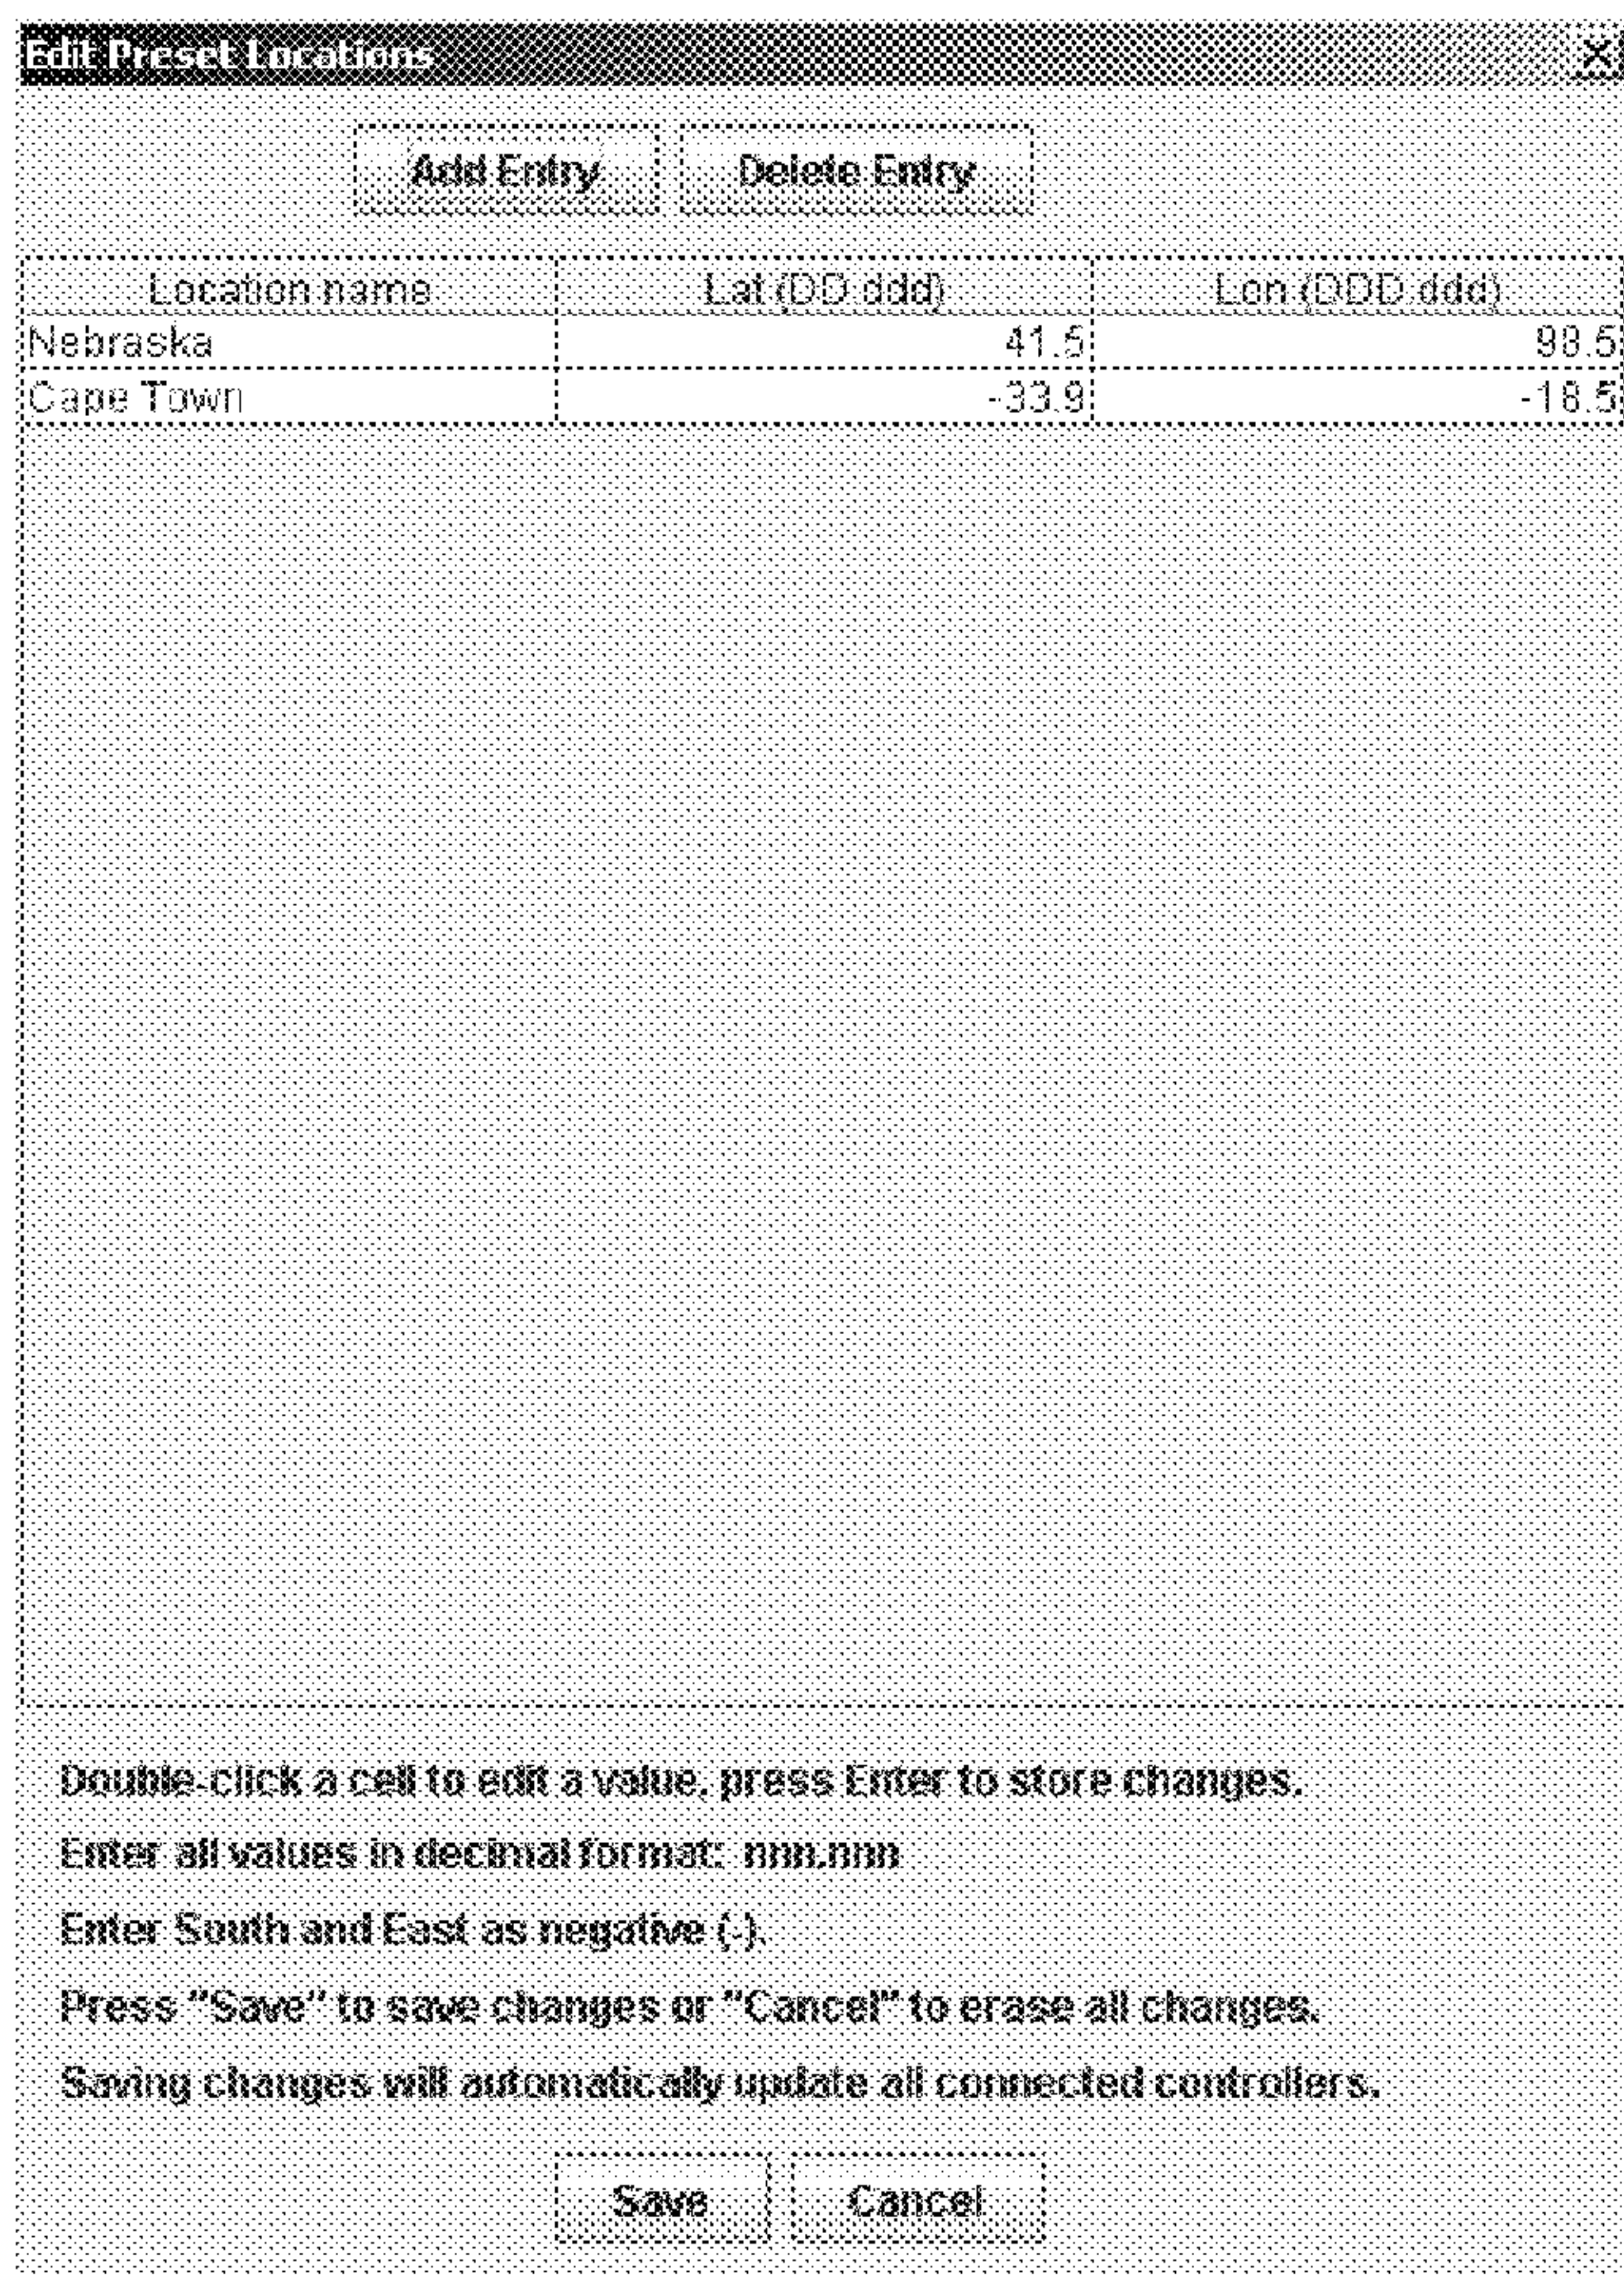 Edit Preset Locations
Add Entry Delete Entry
Location name Lat (DD ddd) Lon (DDD ddd)
Nebraska 41.5 99.5
Cape Town -33.9 -18.5
Double-click a cell to edit a value, press Enter to store changes.
Enter all values in decimal format: nnn.nnn
Enter South and East as negative (-).
Press "Save" to save changes or "Cancel" to erase all changes.
Saving changes will automatically update all connected controllers.
Save Cancel